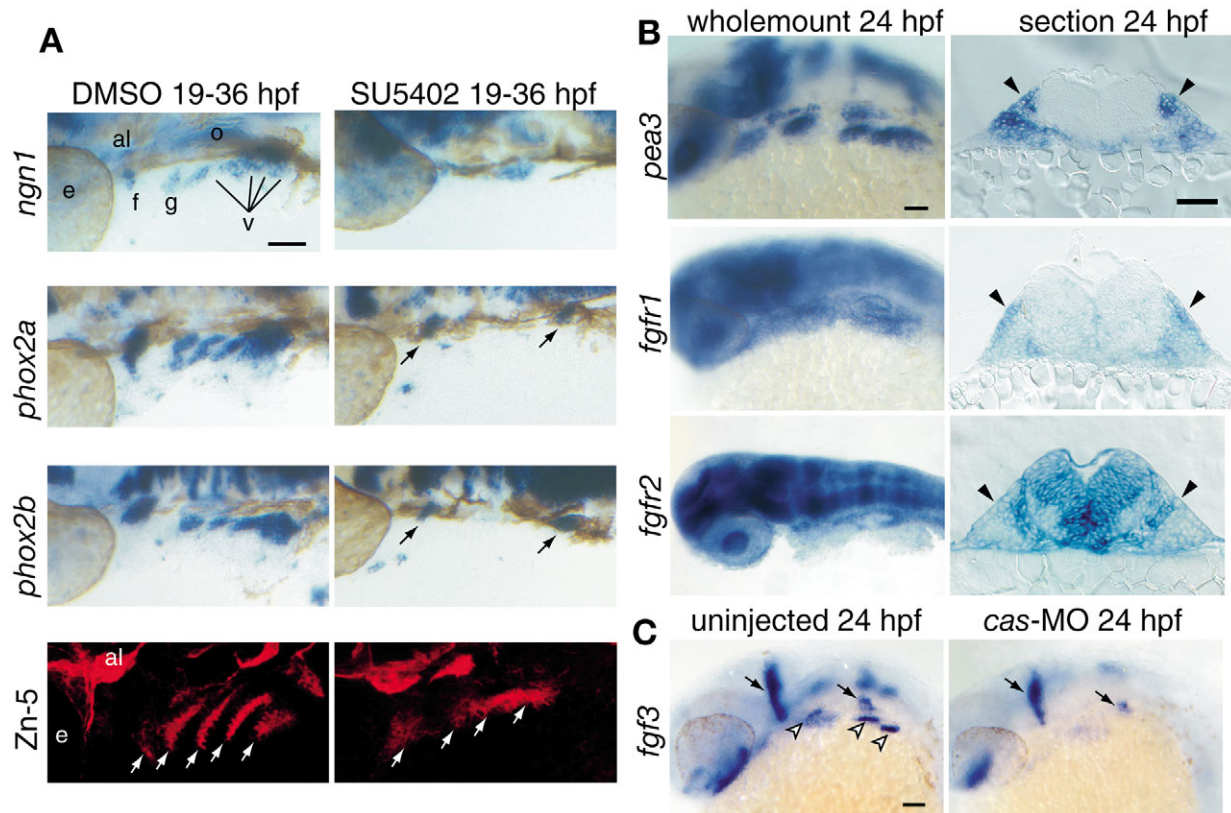 A
DMSO 19-36 hpf
SU5402 19-36 hpf
ngn1
al
o
e
f
g
v
phox2a
phox2b
Zn-5
al
e
B
wholemount 24 hpf
section 24 hpf
pea3
fgfr1
fgfr2
C
uninjected 24 hpf
cas-MO 24 hpf
fgf3